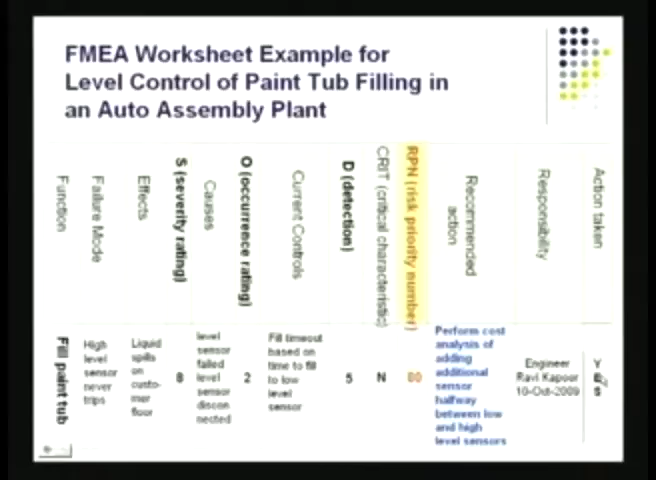 FMEA Worksheet Example for
Level Control of Paint Tub Filling in
an Auto Assembly Plant
Function
Failure Mode
Effects
S (severity rating)
Causes
O (occurrence rating)
Current Controls
D (detection)
CRIT (critical characteristic)
RPN (risk priority number)
Recommended
action
Responsibility
Action taken
Fill paint tub
High
level
sensor
never
trips
Liquid
spills
on
custo-
mer
floor
8
level
sensor
failed
level
sensor
discon
nected
2
Fill timeout
based on
time to fill
to low
level
sensor
5
N
80
Perform cost
analysis of
adding
additional
sensor
halfway
between low
and high
level sensors
Engineer
Ravi Kapoor
10-Oct-2009
Y
E
S